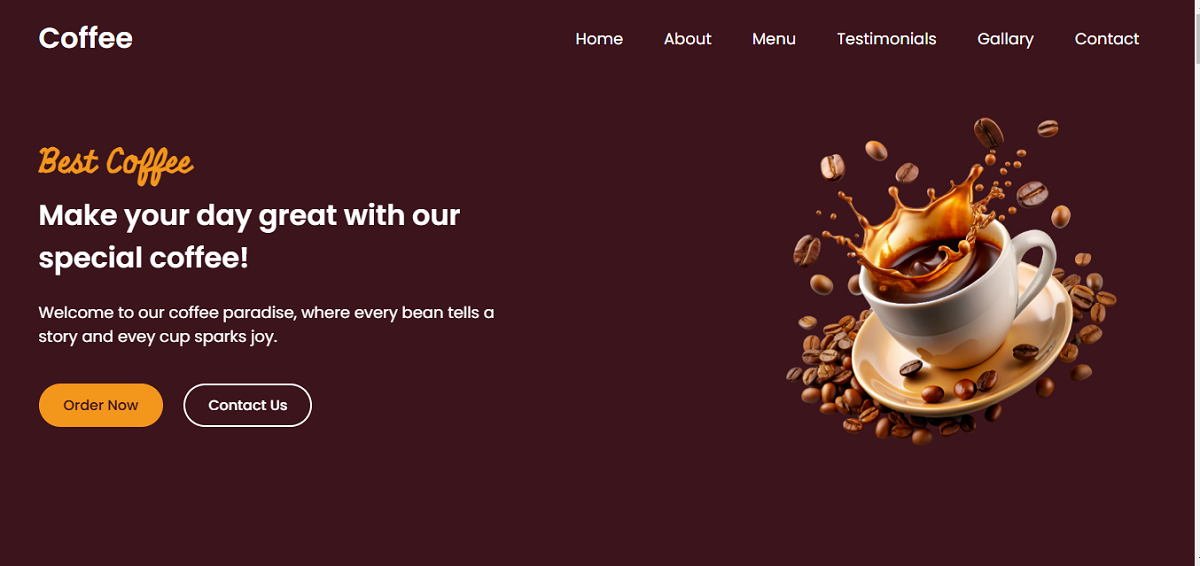 Coffee
Home About Menu Testimonials Gallary Contact
Best Coffee
Make your day great with our
special coffee!
Welcome to our coffee paradise, where every bean tells a
story and evey cup sparks joy.
Order Now Contact Us